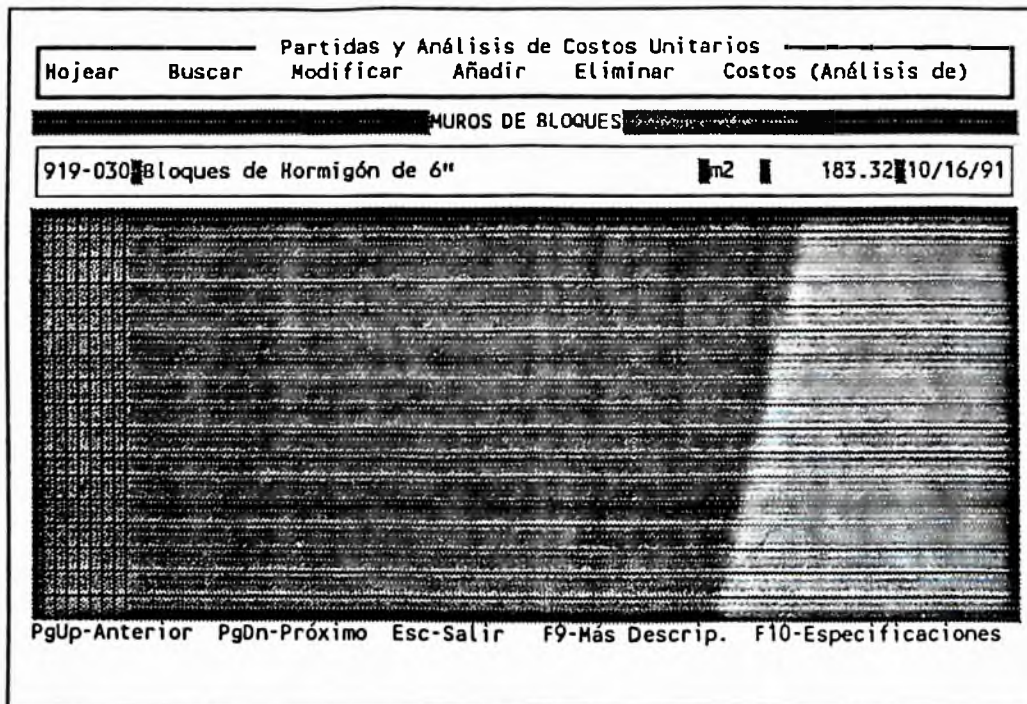 Partidas y Análisis de Costos Unitarios
Hojear Buscar Modificar Añadir Eliminar Costos (Análisis de)
MUROS DE BLOQUES
919-030 Bloques de Hormigón de 6" m2 183.32 10/16/91
PgUp-Anterior PgDn-Próximo Esc-Salir F9-Más Descrip. F10-Especificaciones